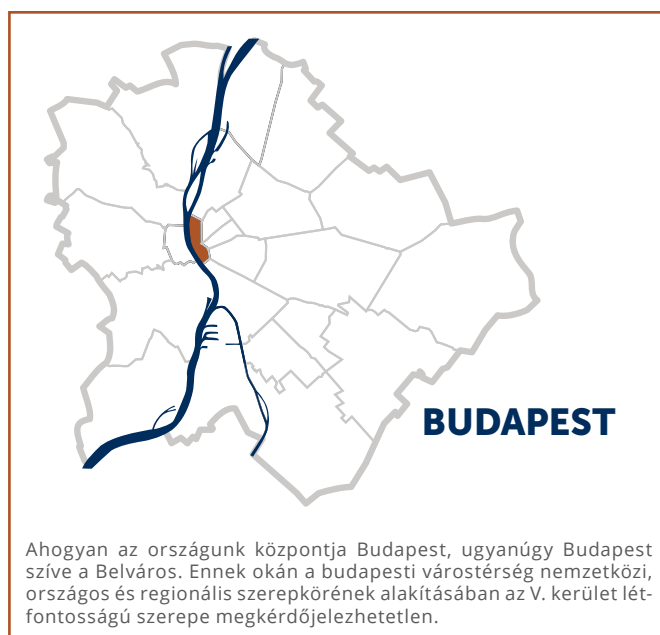 BUDAPEST
Ahogyan az országunk központja Budapest, ugyanúgy Budapest
szíve a Belváros. Ennek okán a budapesti várostérség nemzetközi,
országos és regionális szerepkörének alakításában az V. kerület lét-
fontosságú szerepe megkérdőjelezhetetlen.